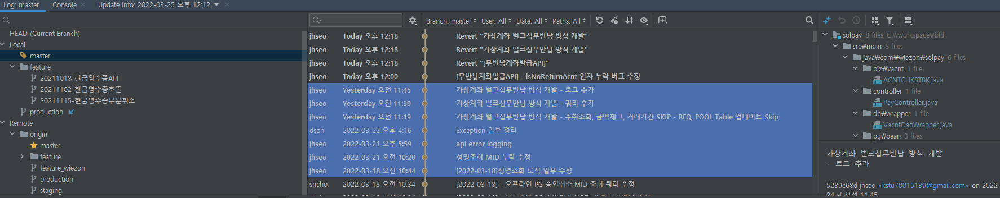 Log: master
Console
Update Info: 2022-03-25 오후 12:12
HEAD (Current Branch)
Local
master
feature
20211018-현금영수증API
20211102-현금영수증호출
20211115-현금영수증부분취소
production
Remote
origin
master
feature
feature_wiezon
production
staging
Branch: master User: All Date: All Paths: All
jhseo Today 오후 12:18 Revert "가상계좌 벌크십무반납 방식 개발"
jhseo Today 오후 12:18 Revert "가상계좌 벌크십무반납 방식 개발"
jhseo Today 오후 12:18 Revert "[무반납계좌발급API]"
jhseo Today 오후 12:00 [무반납계좌발급API] - isNoReturnAcnt 인자 누락 버그 수정
jhseo Yesterday 오전 11:45 가상계좌 벌크십무반납 방식 개발 - 로그 추가
jhseo Yesterday 오전 11:39 가상계좌 벌크십무반납 방식 개발 - 쿼리 추가
jhseo Yesterday 오전 11:19 가상계좌 벌크십무반납 방식 개발 - 수취조회, 금액체크, 거래기간 SKIP - REQ, POOL Table 업데이트 Skip
dsoh 2022-03-22 오후 4:16 Exception 일부 정리
jhseo 2022-03-21 오후 5:59 api error logging
jhseo 2022-03-21 오전 10:20 성명조회 MID 누락 수정
jhseo 2022-03-18 오전 10:44 [2022-03-18]성명조회 로직 일부 수정
shcho 2022-03-18 오전 10:34 [2022-03-18] - 오프라인 PG 승인취소 MID 조회 쿼리 수정
solpay 8 files C:₩workspace₩bld
src₩main 8 files
java₩com₩wiezon₩solpay 6 files
biz₩vacnt 1 file
ACNTCHKSTBK.java
controller 1 file
PayController.java
db₩wrapper 1 file
VacntDaoWrapper.java
pg₩bean 3 files
가상계좌 벌크십무반납 방식 개발
- 로그 추가
5289c68d jhseo <kstu70015139@gmail.com> on 2022-
24 at 오전 11:45